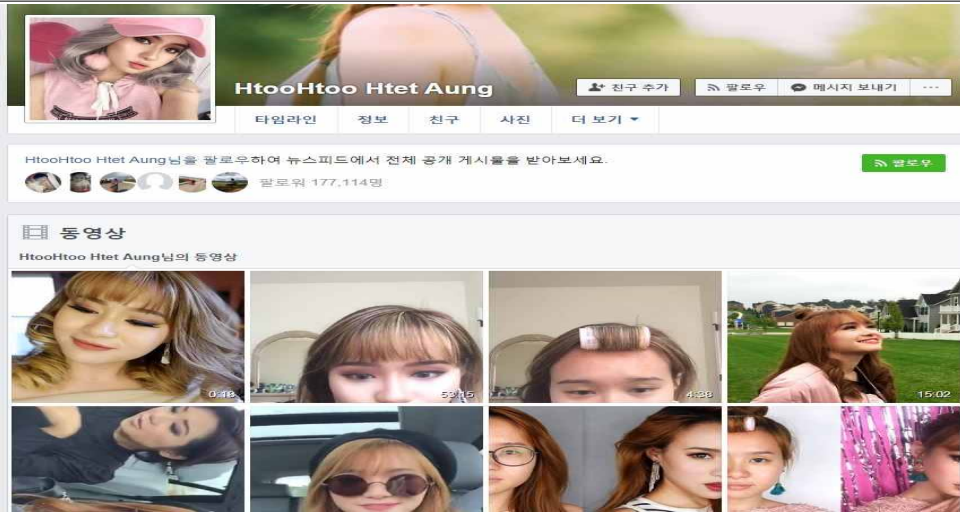 HtooHtoo Htet Aung
친구 추가
팔로우
메시지 보내기
···
타임라인
정보
친구
사진
더 보기
HtooHtoo Htet Aung님을 팔로우하여 뉴스피드에서 전체 공개 게시물을 받아보세요.
팔로우
팔로워 177,114명
동영상
HtooHtoo Htet Aung님의 동영상
0:48
53:15
4:38
15:02